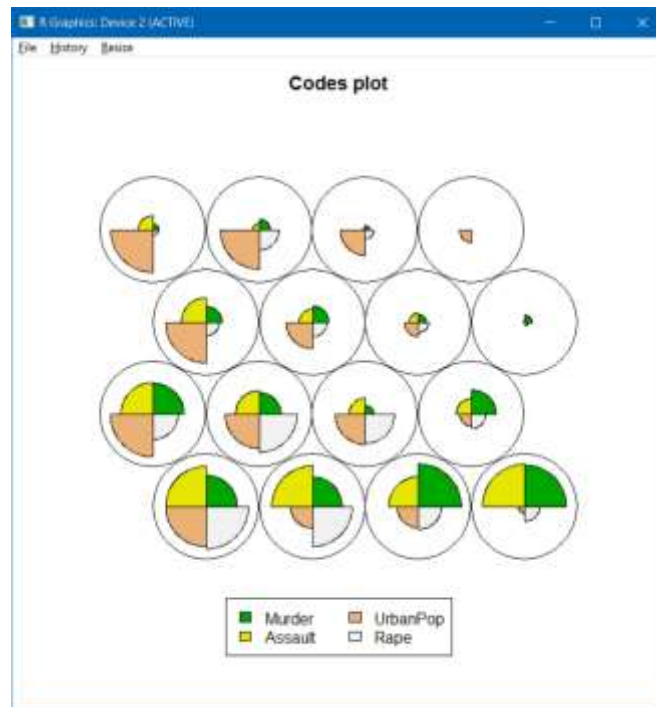 R Graphics: Device 2 (ACTIVE)
File History Resize
Codes plot
Murder UrbanPop
Assault Rape